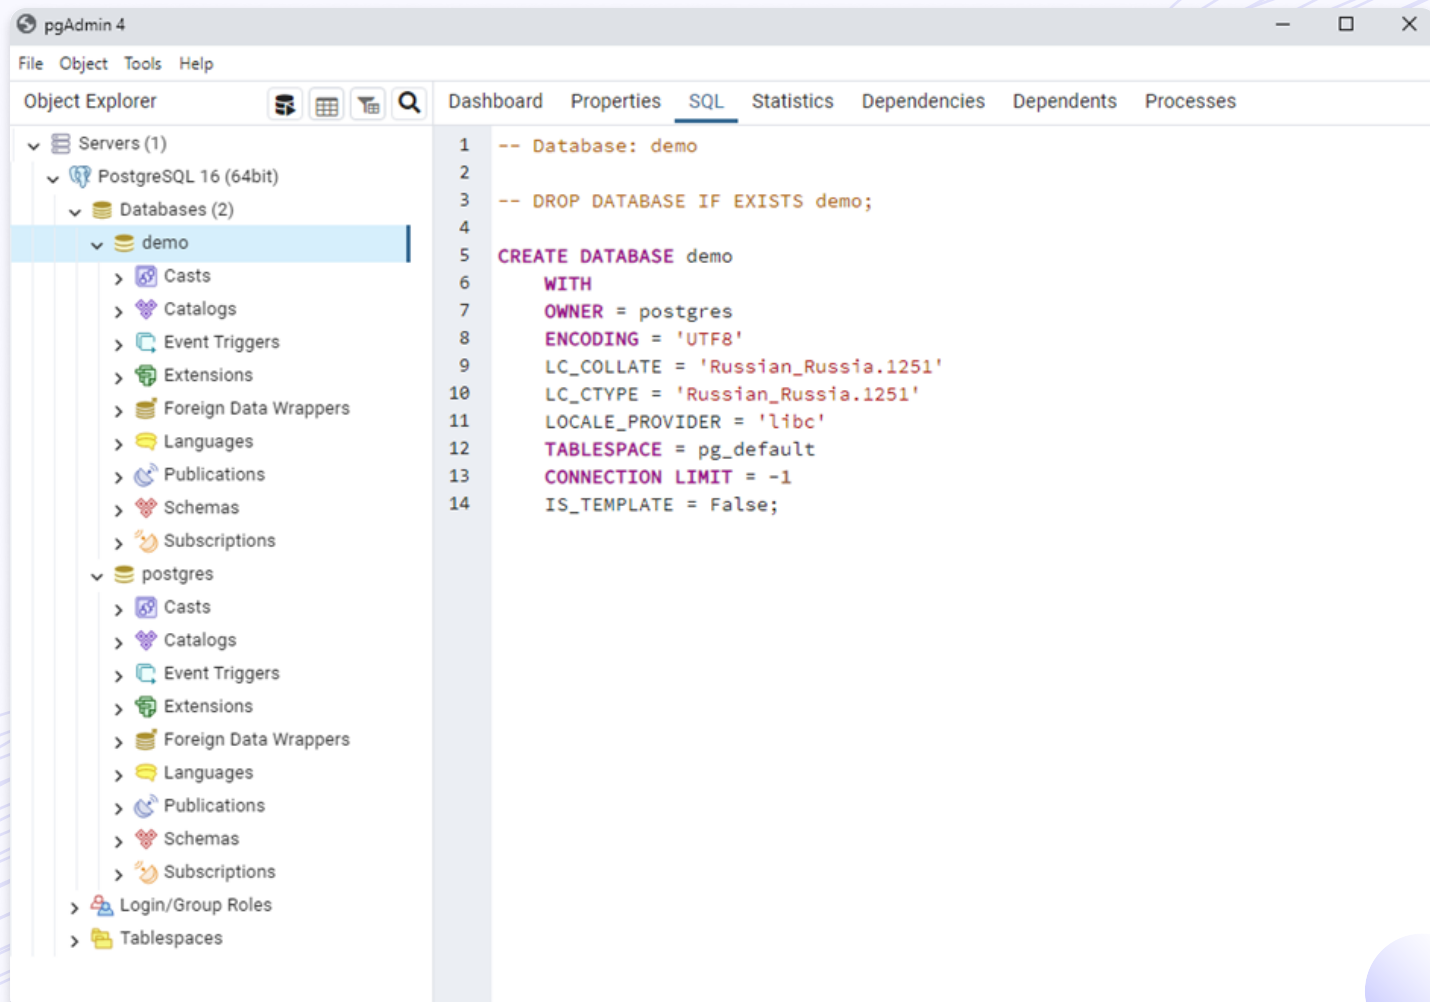 pgAdmin 4
File Object Tools Help
Object Explorer
Dashboard Properties SQL Statistics Dependencies Dependents Processes
Servers (1)
PostgreSQL 16 (64bit)
Databases (2)
demo
Casts
Catalogs
Event Triggers
Extensions
Foreign Data Wrappers
Languages
Publications
Schemas
Subscriptions
postgres
Casts
Catalogs
Event Triggers
Extensions
Foreign Data Wrappers
Languages
Publications
Schemas
Subscriptions
Login/Group Roles
Tablespaces
1 -- Database: demo
2
3 -- DROP DATABASE IF EXISTS demo;
4
5 CREATE DATABASE demo
6 WITH
7 OWNER = postgres
8 ENCODING = 'UTF8'
9 LC_COLLATE = 'Russian_Russia.1251'
10 LC_CTYPE = 'Russian_Russia.1251'
11 LOCALE_PROVIDER = 'libc'
12 TABLESPACE = pg_default
13 CONNECTION LIMIT = -1
14 IS_TEMPLATE = False;